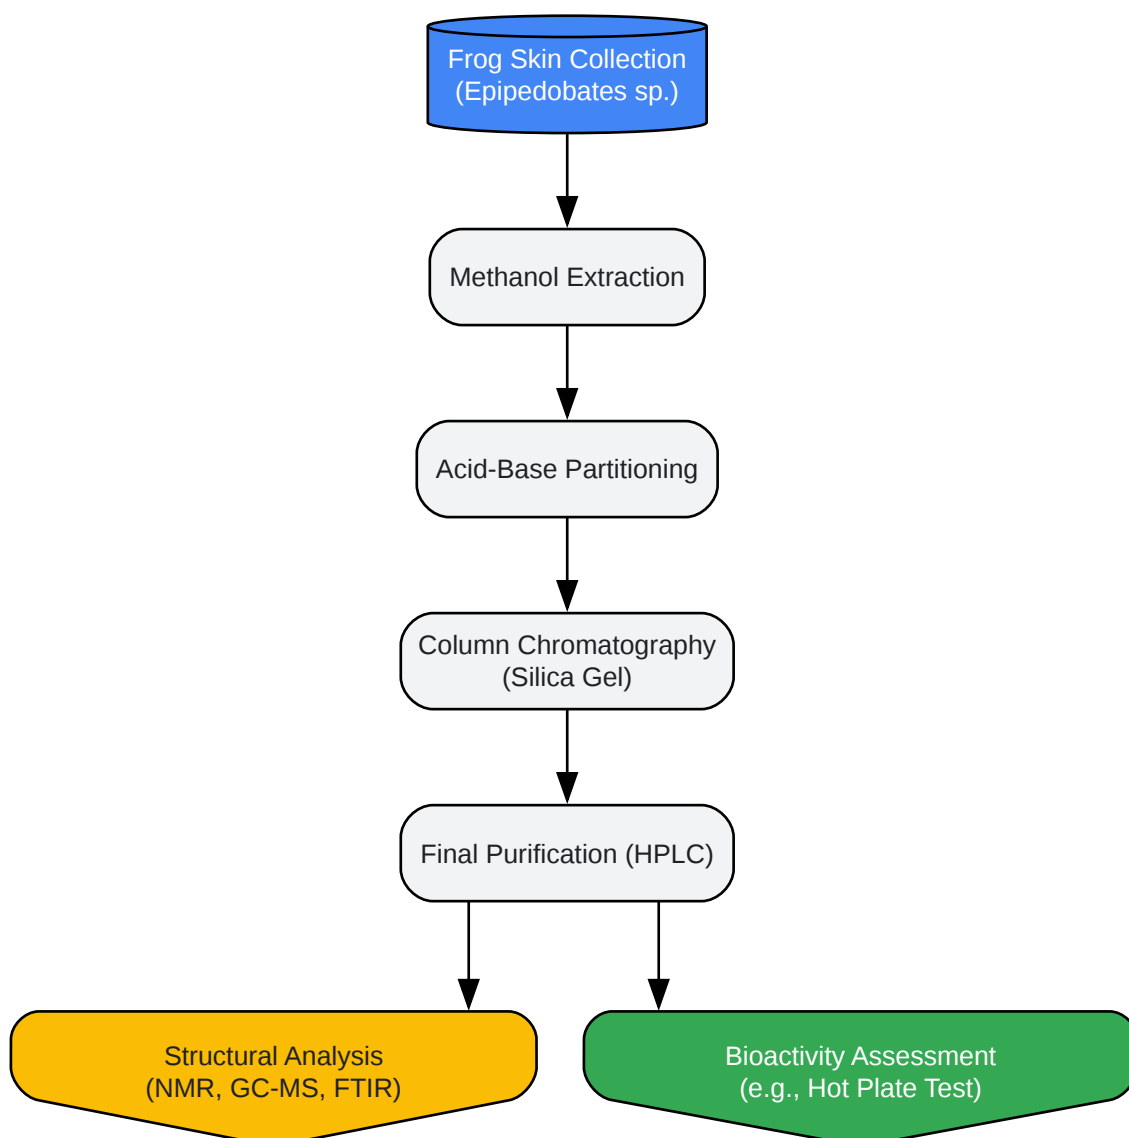 Frog Skin Collection
(Epipedobates sp.)
Methanol Extraction
Acid-Base Partitioning
Column Chromatography
(Silica Gel)
Final Purification (HPLC)
Structural Analysis
(NMR, GC-MS, FTIR)
Bioactivity Assessment
(e.g., Hot Plate Test)